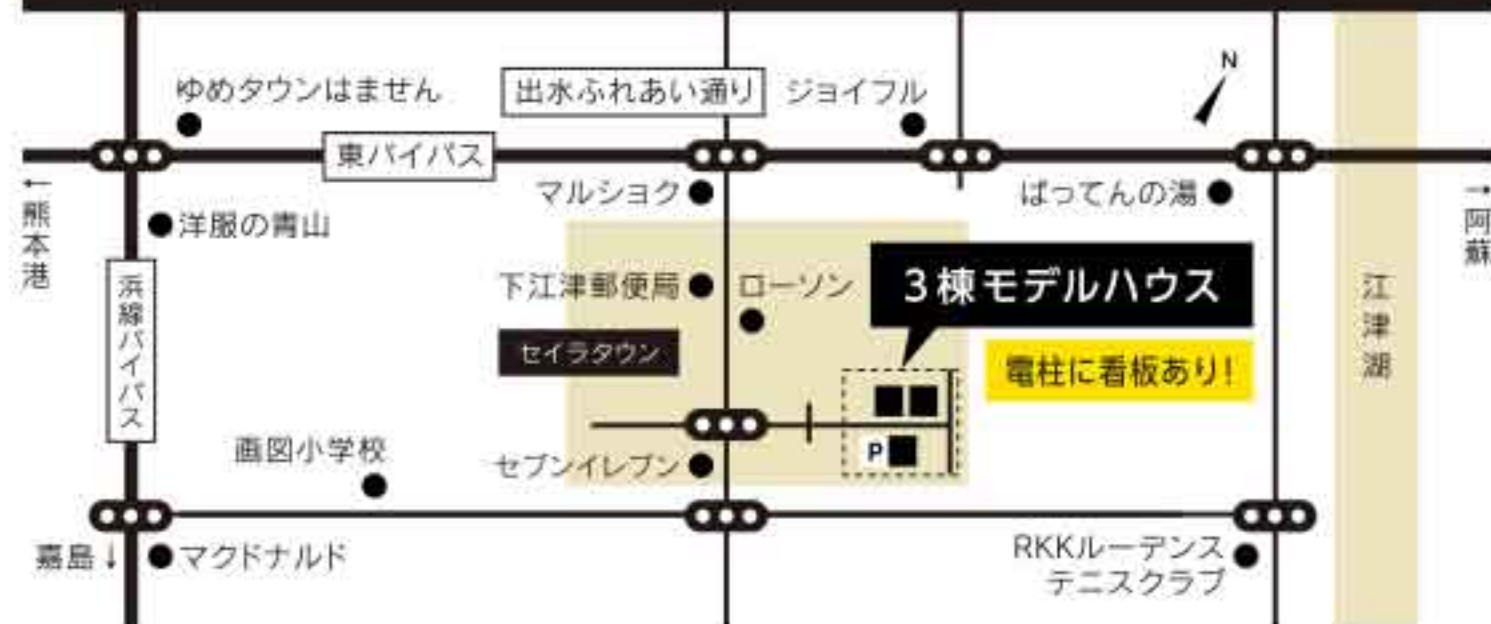 N
ゆめタウンはません
出水ふれあい通り
ジョイフル
東バイパス
←熊本港
マルショク
ばってんの湯
→阿蘇
洋服の青山
浜線バイパス
下江津郵便局
ローソン
3棟モデルハウス
江津湖
セイラタウン
電柱に看板あり!
画図小学校
セブンイレブン
P
嘉島↓
マクドナルド
RKKルーデンス
テニスクラブ